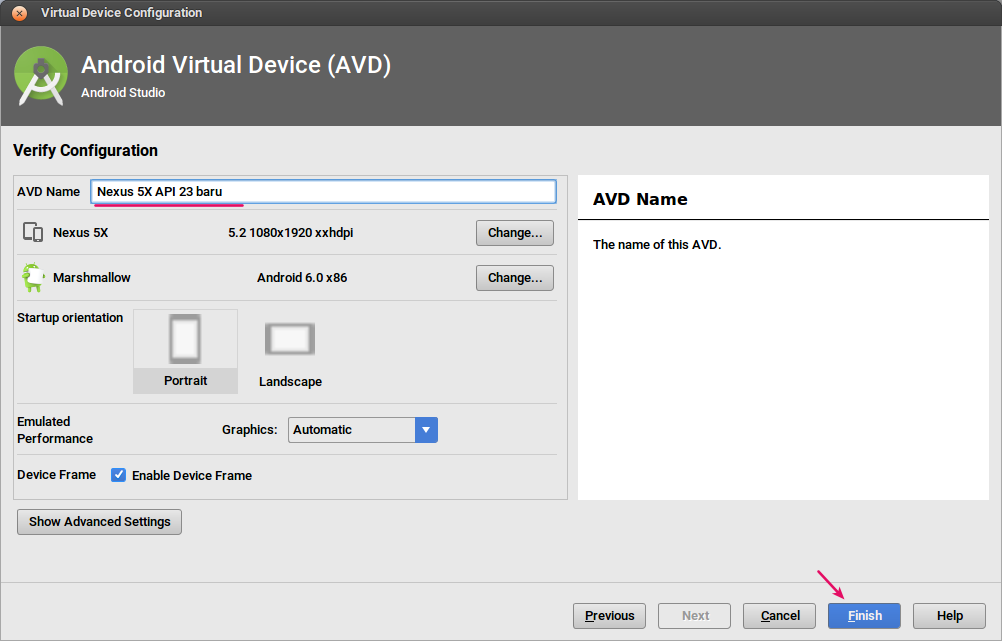 Virtual Device Configuration
Android Virtual Device (AVD)
Android Studio
Verify Configuration
AVD Name Nexus 5X API 23 baru
Nexus 5X 5.2 1080x1920 xxhdpi Change...
Marshmallow Android 6.0 x86 Change...
Startup orientation
Portrait
Landscape
Emulated
Performance
Graphics: Automatic
Device Frame Enable Device Frame
Show Advanced Settings
AVD Name
The name of this AVD.
Previous Next Cancel Finish Help